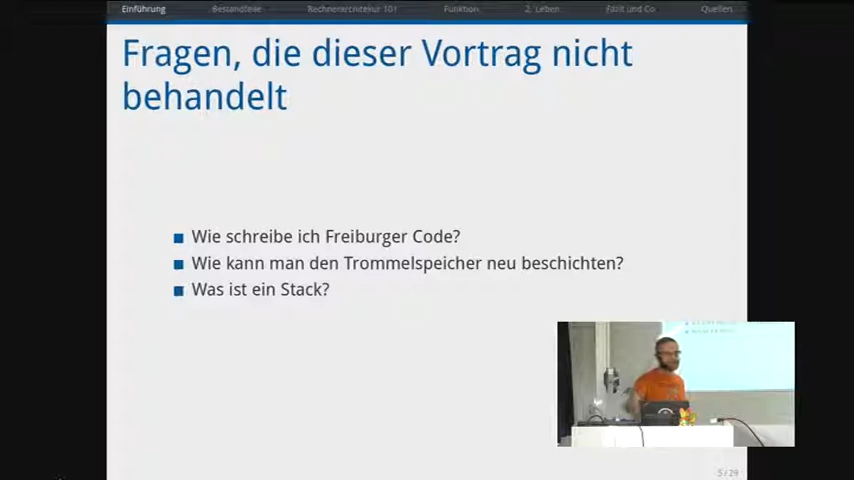 Einführung Bestandteile Rechnerarchitektur 101 Funktion 2. Leben Fazit und Co. Quellen
Fragen, die dieser Vortrag nicht
behandelt
Wie schreibe ich Freiburger Code?
Wie kann man den Trommelspeicher neu beschichten?
Was ist ein Stack?
5 / 29